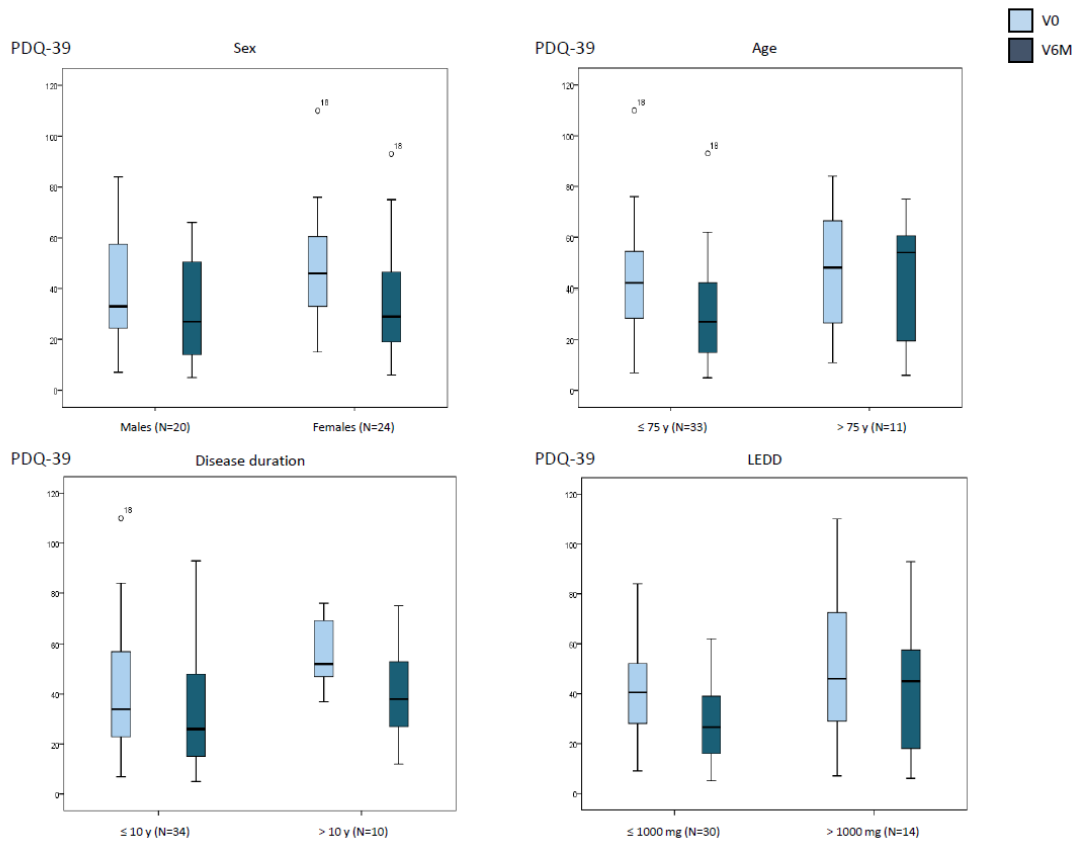 V0
V6M
PDQ-39
Sex
120
100
80
60
40
20
0
18
18
Males (N=20)
Females (N=24)
PDQ-39
Age
120
100
80
60
40
20
0
18
18
≤ 75 y (N=33)
> 75 y (N=11)
PDQ-39
Disease duration
120
100
80
60
40
20
0
18
≤ 10 y (N=34)
> 10 y (N=10)
PDQ-39
LEDD
120
100
80
60
40
20
0
≤ 1000 mg (N=30)
> 1000 mg (N=14)